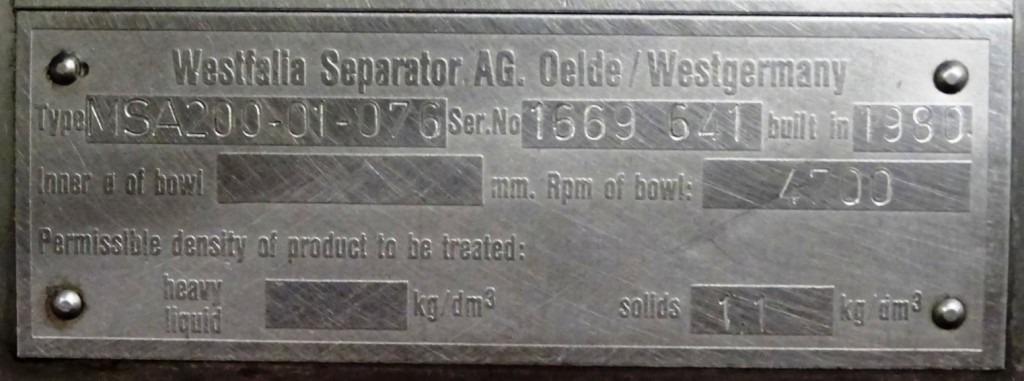 Westfalia Separator AG. Oelde/Westgermany
Type MSA200-01-076 Ser.No 1669 641 built in 1980
Inner ø of bowl mm. Rpm of bowl: 4700
Permissible density of product to be treated:
heavy liquid kg/dm³ solids 1,1 kg/dm³